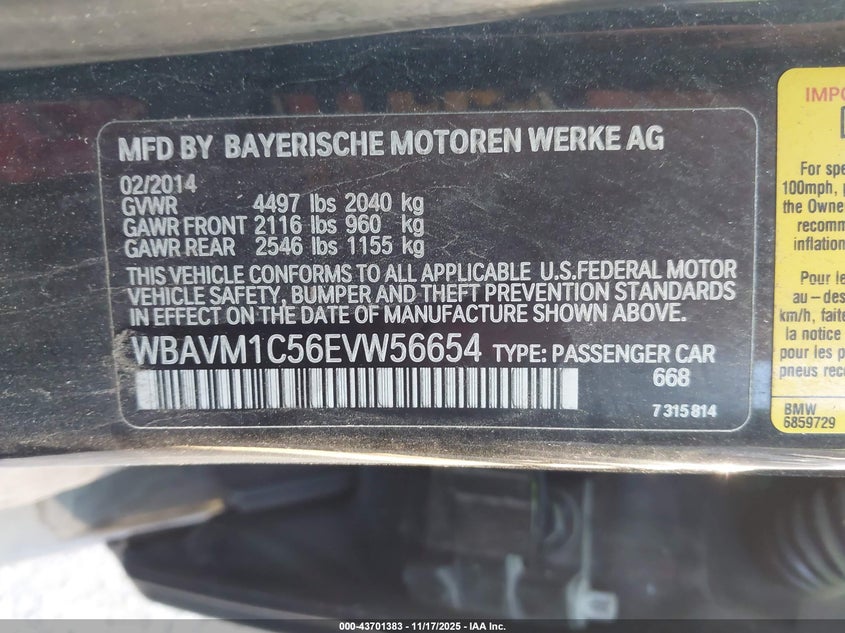 MFD BY BAYERISCHE MOTOREN WERKE AG
02/2014
GVWR 4497 lbs 2040 kg
GAWR FRONT 2116 lbs 960 kg
GAWR REAR 2546 lbs 1155 kg
THIS VEHICLE CONFORMS TO ALL APPLICABLE U.S.FEDERAL MOTOR
VEHICLE SAFETY, BUMPER AND THEFT PREVENTION STANDARDS
IN EFFECT ON THE DATE OF MANUFACTURE SHOWN ABOVE.
WBAVM1C56EVW56654 TYPE: PASSENGER CAR
668
7 315 814
For spe
100mph, p
the Owne
recomm
inflation
Pour le
au – des
km/h, faite
la notice
pour les p
pneus rec
BMW
6859729
000-43701383 - 11/17/2025 - IAA Inc.